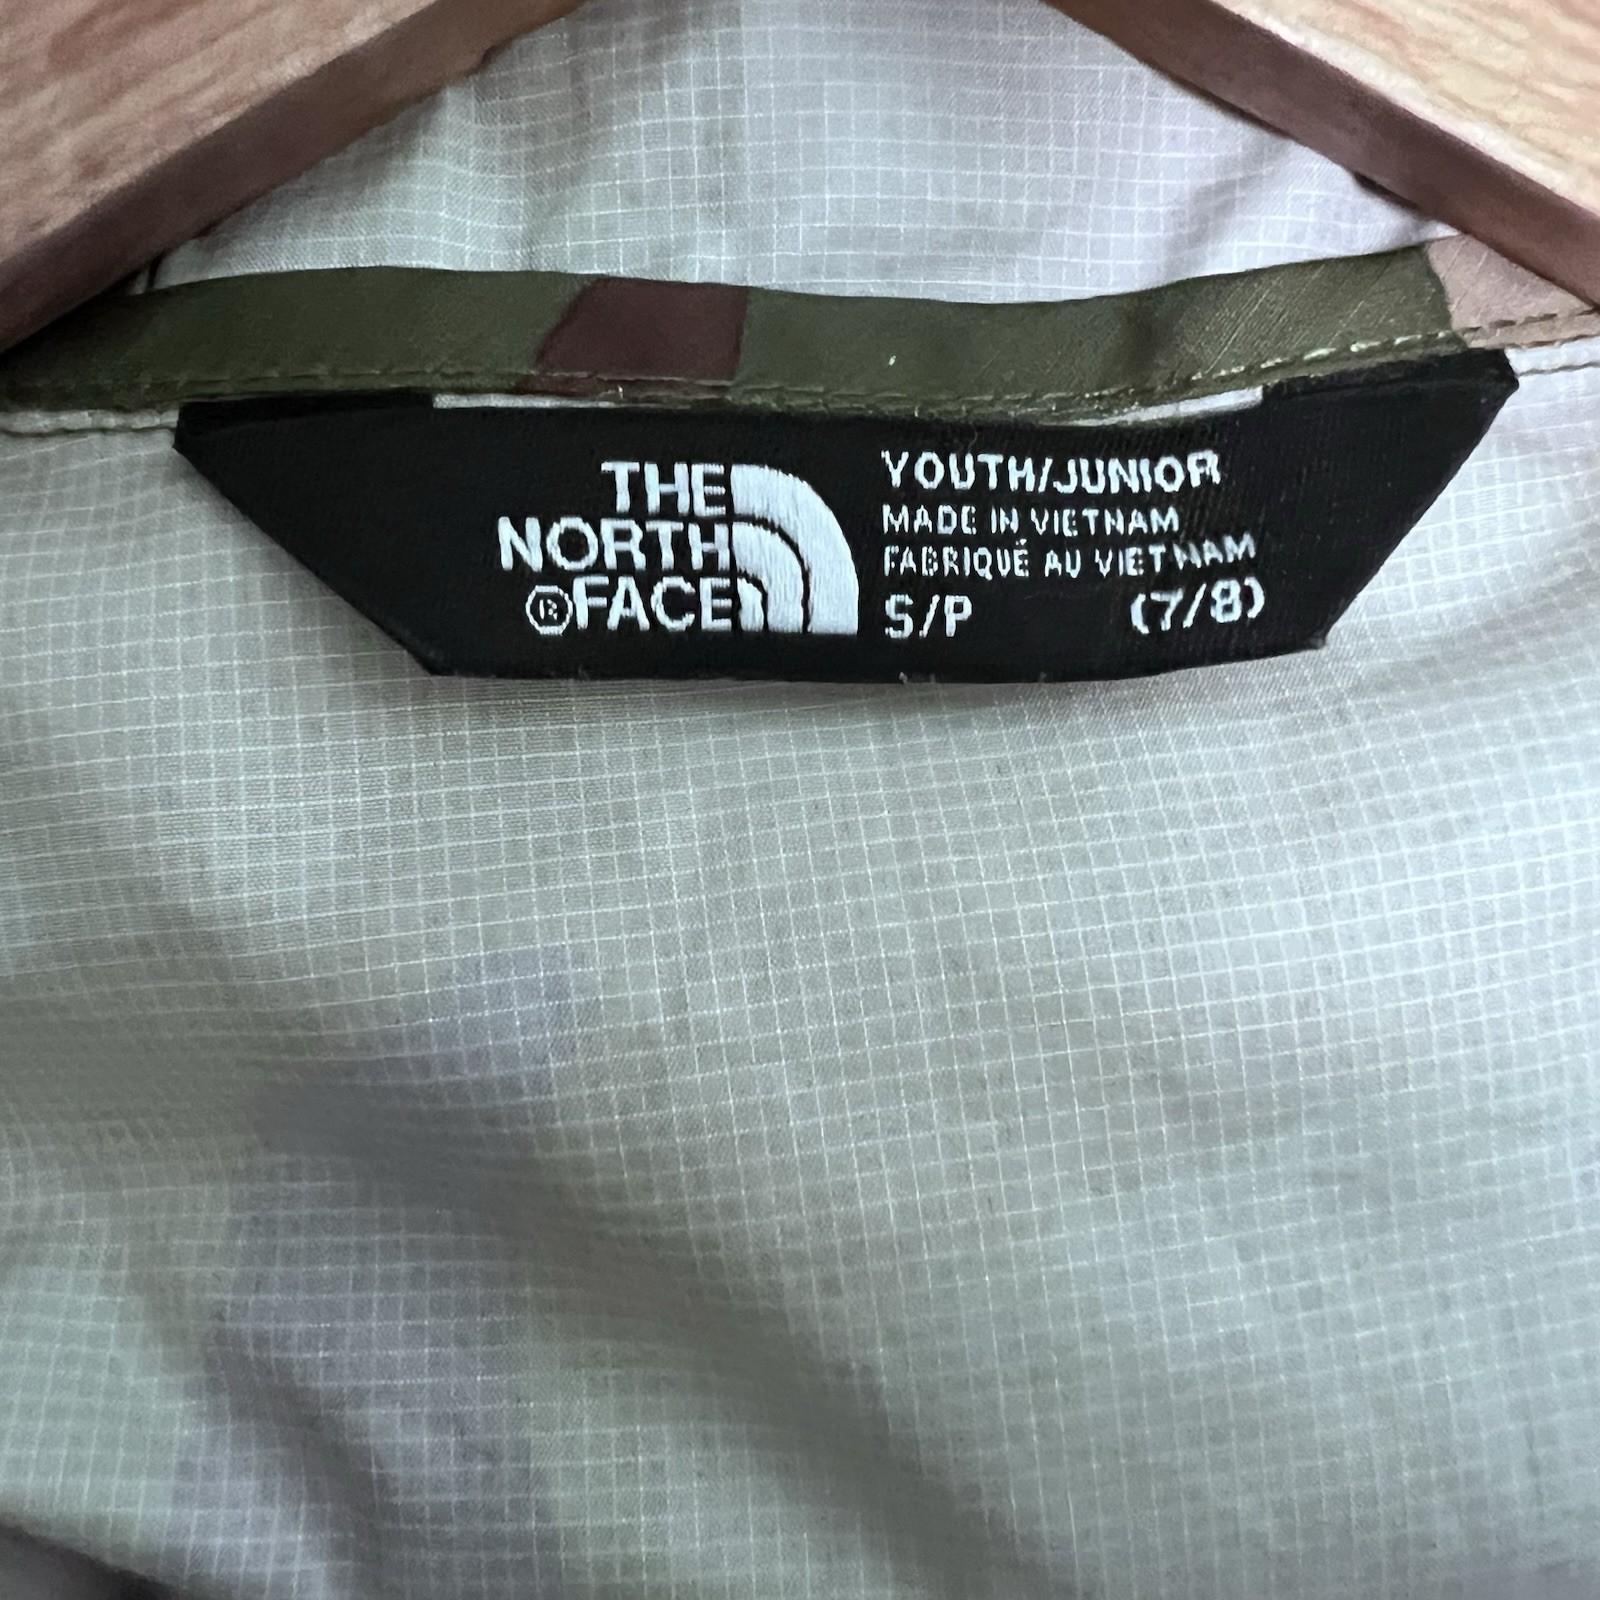 THE
NORTH
®FACE
YOUTH/JUNIOR
MADE IN VIETNAM
FABRIQUÉ AU VIETNAM
S/P (7/8)